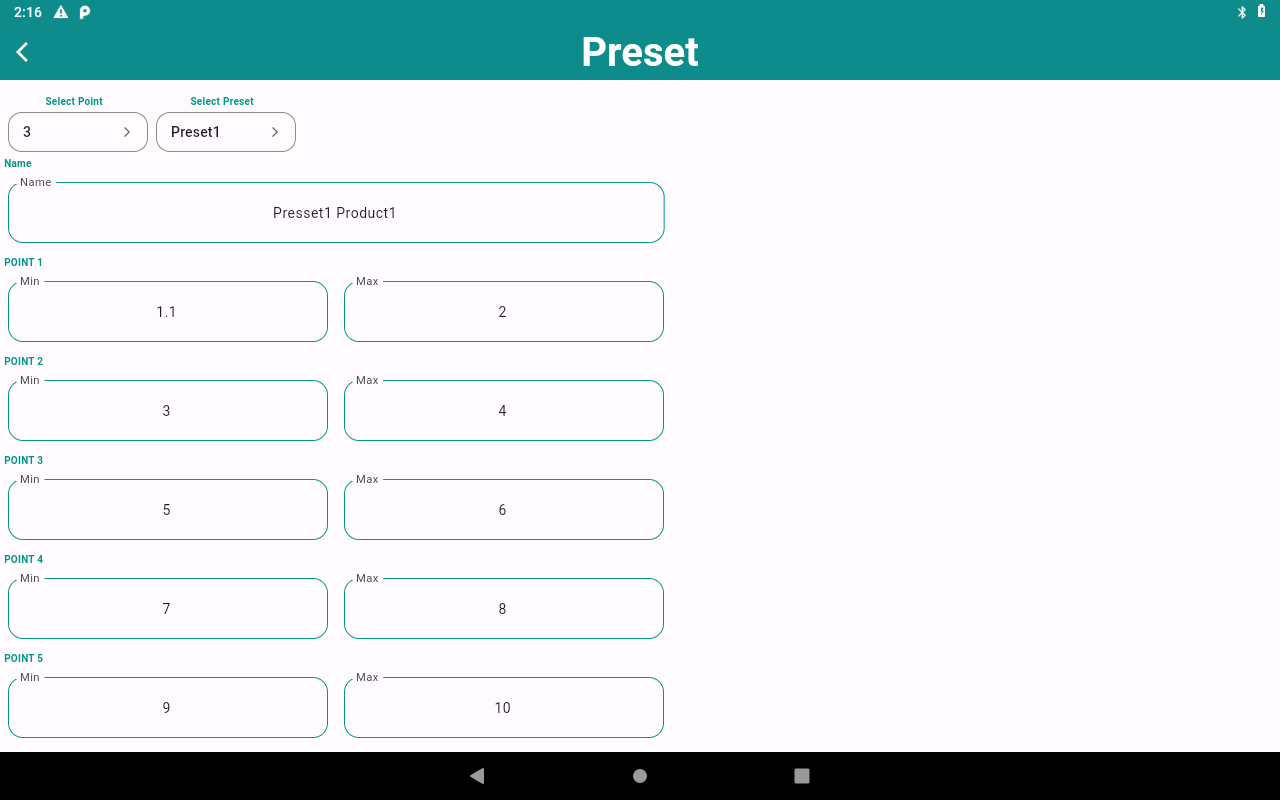 2:16
Preset
Select Point Select Preset
3 Preset1
Name
Name
Presset1 Product1
POINT 1
Min Max
1.1 2
POINT 2
Min Max
3 4
POINT 3
Min Max
5 6
POINT 4
Min Max
7 8
POINT 5
Min Max
9 10